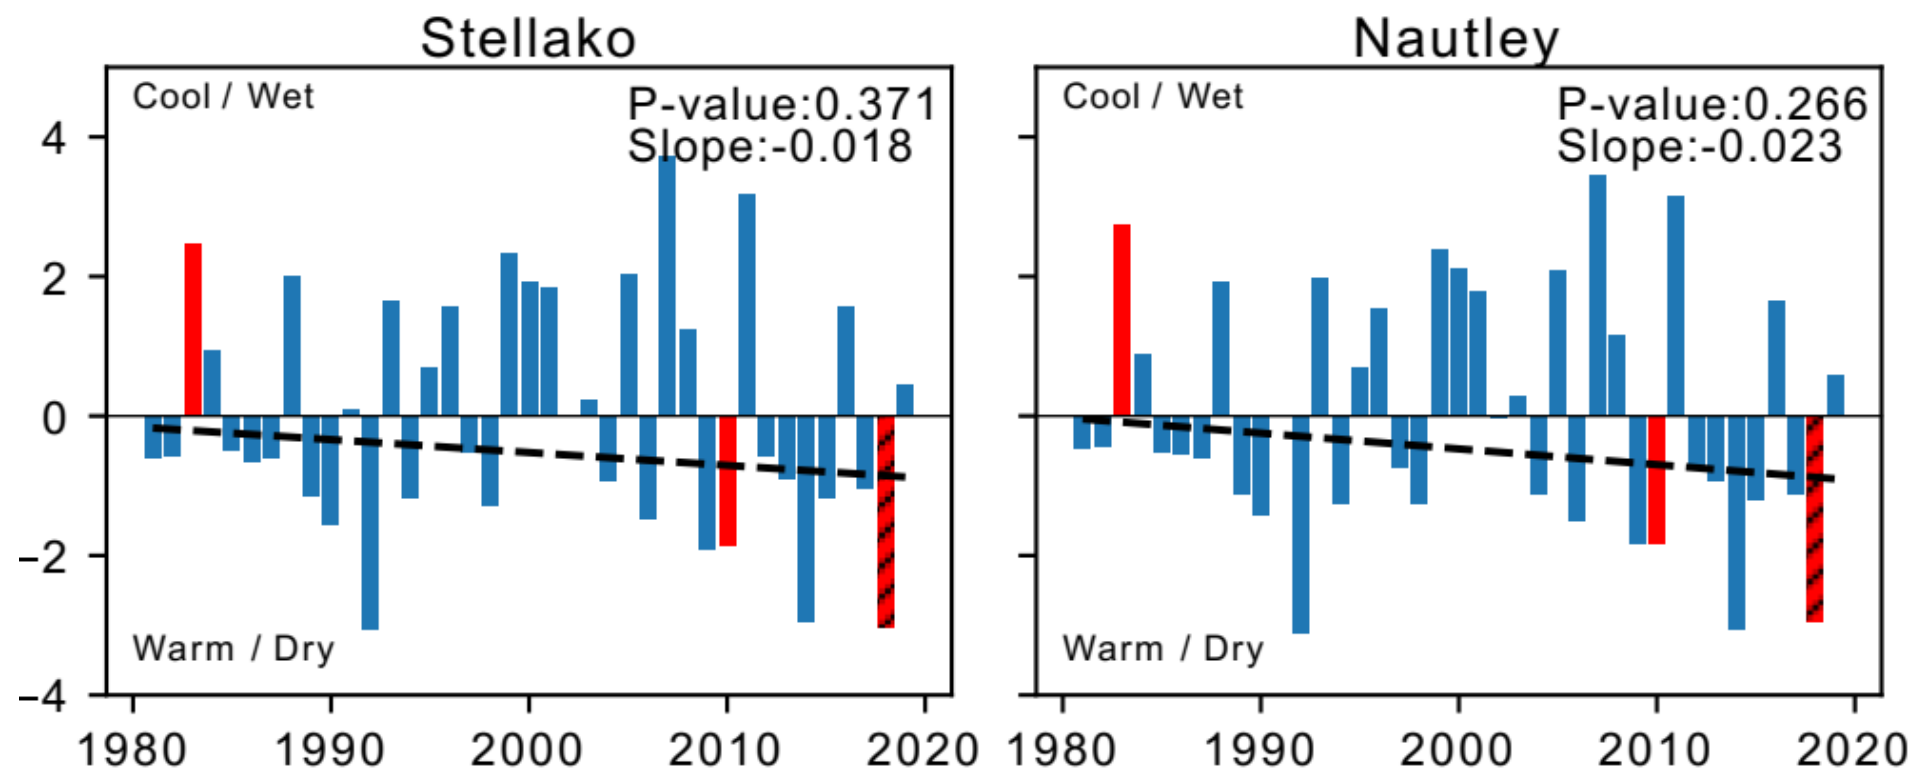 Stellako
Cool / Wet
P-value:0.371
Slope:-0.018
4
2
0
−2
−4
Warm / Dry
1980 1990 2000 2010 2020
Nautley
Cool / Wet
P-value:0.266
Slope:-0.023
Warm / Dry
1980 1990 2000 2010 2020